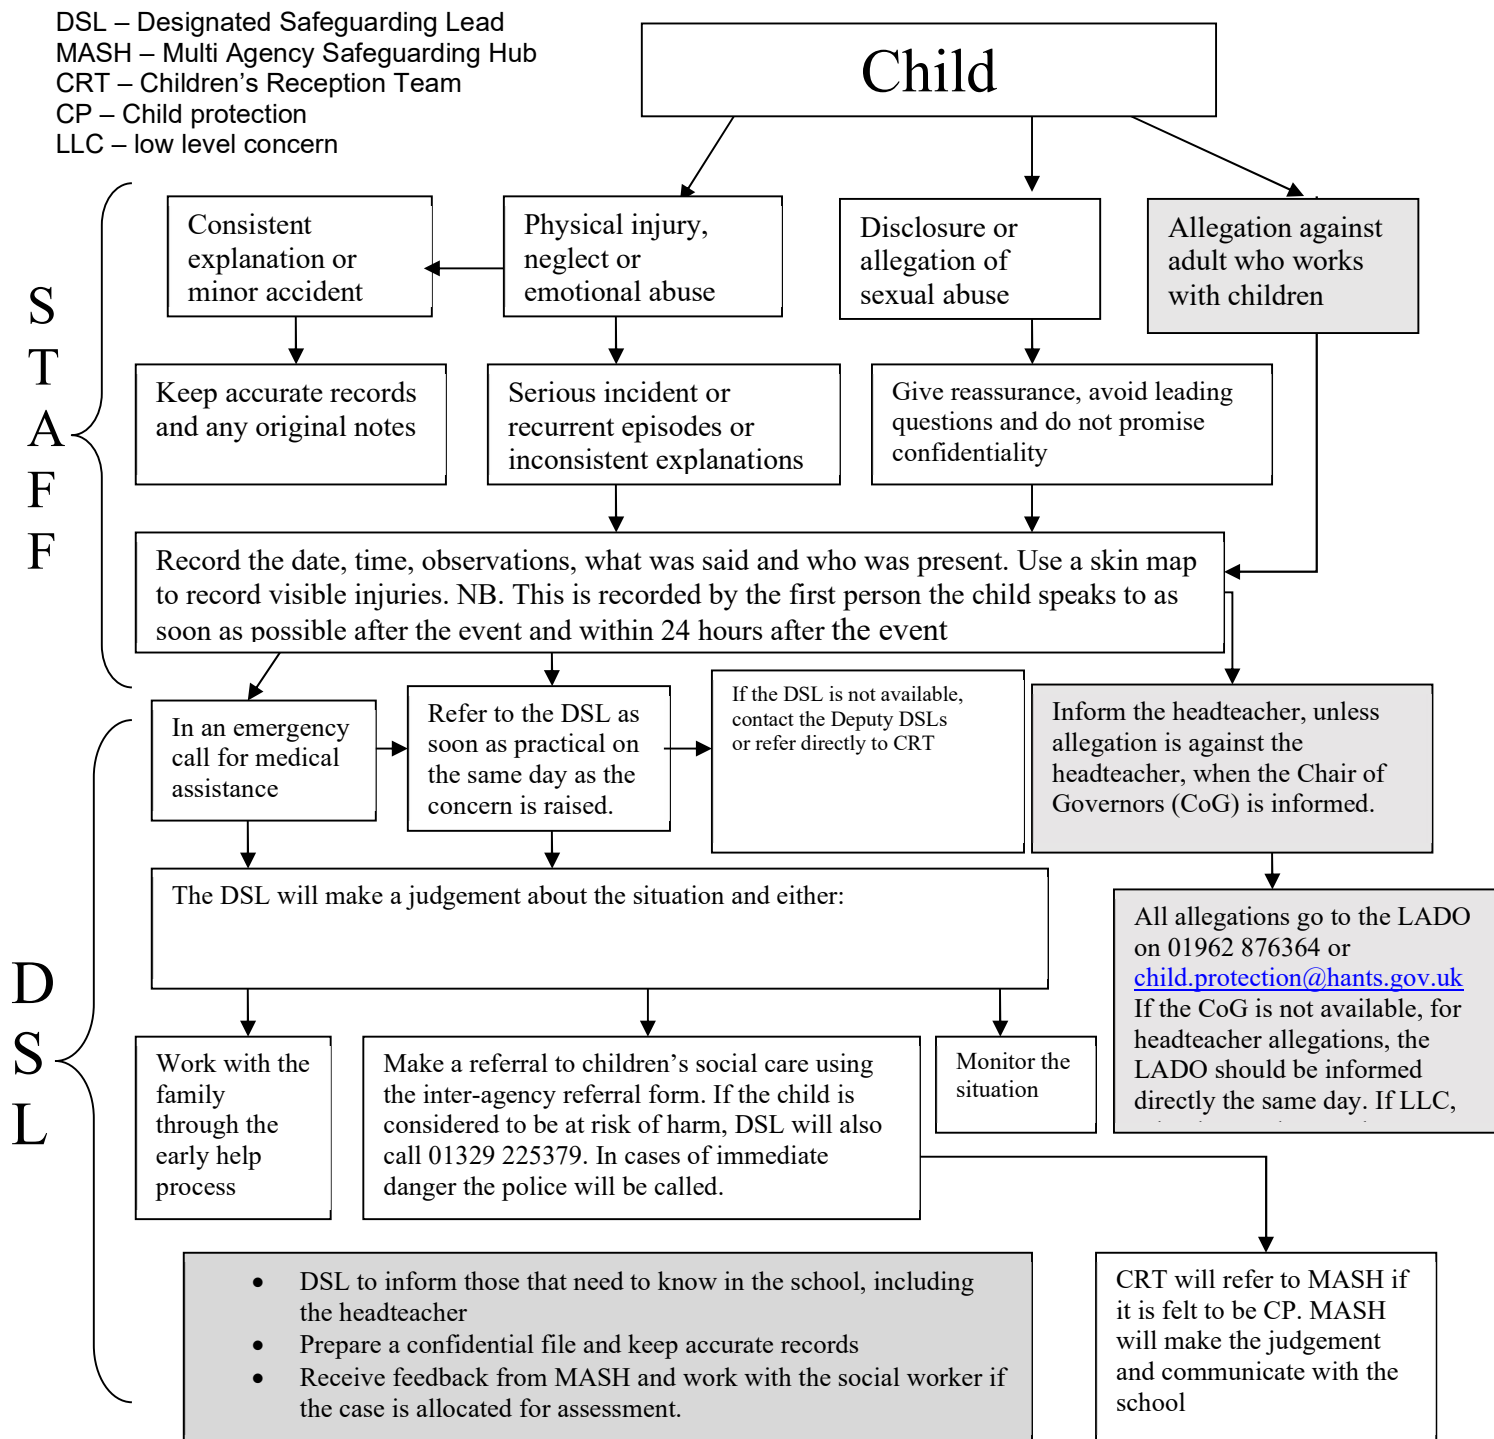 DSL – Designated Safeguarding Lead
MASH – Multi Agency Safeguarding Hub
CRT – Children’s Reception Team
CP – Child protection
LLC – low level concern
Child
S
T
A
F
F
Consistent
explanation or
minor accident
Physical injury,
neglect or
emotional abuse
Disclosure or
allegation of
sexual abuse
Allegation against
adult who works
with children
Keep accurate records
and any original notes
Serious incident or
recurrent episodes or
inconsistent explanations
Give reassurance, avoid leading
questions and do not promise
confidentiality
Record the date, time, observations, what was said and who was present. Use a skin map
to record visible injuries. NB. This is recorded by the first person the child speaks to as
soon as possible after the event and within 24 hours after the event
D
S
L
In an emergency
call for medical
assistance
Refer to the DSL as
soon as practical on
the same day as the
concern is raised.
If the DSL is not available,
contact the Deputy DSLs
or refer directly to CRT
Inform the headteacher, unless
allegation is against the
headteacher, when the Chair of
Governors (CoG) is informed.
The DSL will make a judgement about the situation and either:
All allegations go to the LADO
on 01962 876364 or
child.protection@hants.gov.uk
If the CoG is not available, for
headteacher allegations, the
LADO should be informed
directly the same day. If LLC,
Work with the
family
through the
early help
process
Make a referral to children’s social care using
the inter-agency referral form. If the child is
considered to be at risk of harm, DSL will also
call 01329 225379. In cases of immediate
danger the police will be called.
Monitor the
situation
• DSL to inform those that need to know in the school, including
the headteacher
• Prepare a confidential file and keep accurate records
• Receive feedback from MASH and work with the social worker if
the case is allocated for assessment.
CRT will refer to MASH if
it is felt to be CP. MASH
will make the judgement
and communicate with the
school